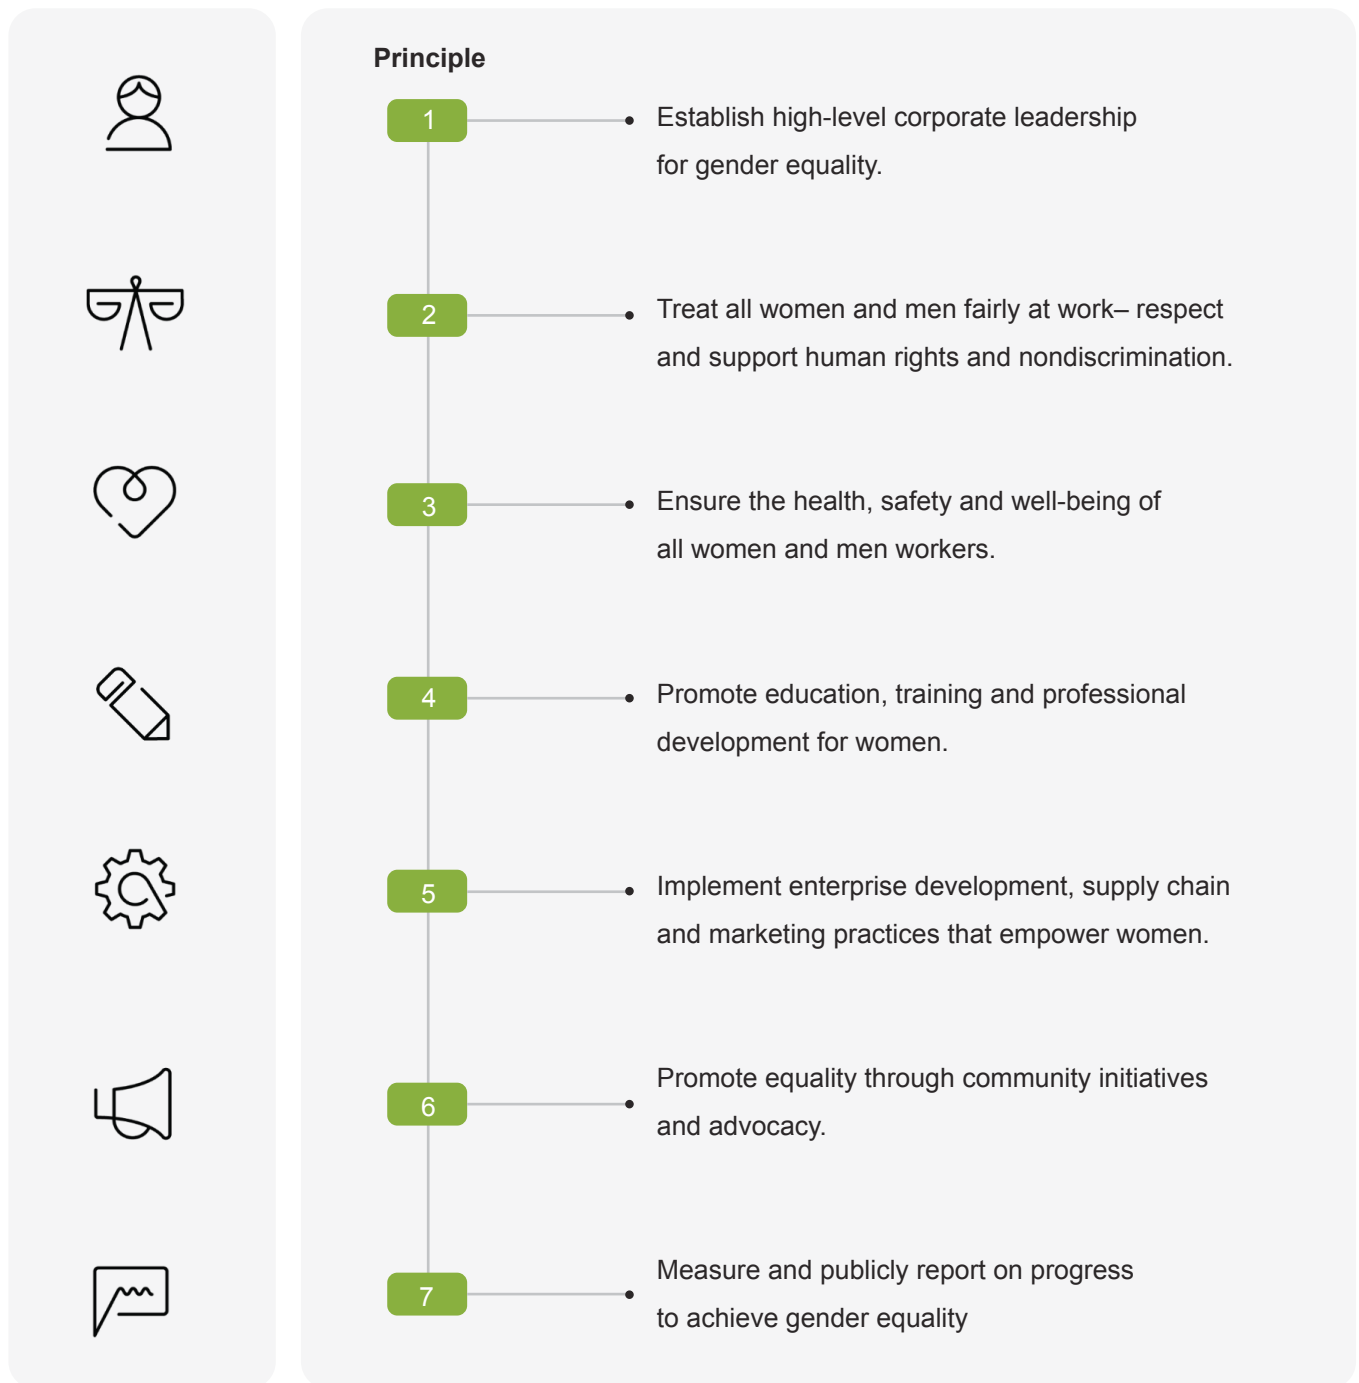 Principle
1
Establish high-level corporate leadership
for gender equality.
2
Treat all women and men fairly at work– respect
and support human rights and nondiscrimination.
3
Ensure the health, safety and well-being of
all women and men workers.
4
Promote education, training and professional
development for women.
5
Implement enterprise development, supply chain
and marketing practices that empower women.
6
Promote equality through community initiatives
and advocacy.
7
Measure and publicly report on progress
to achieve gender equality